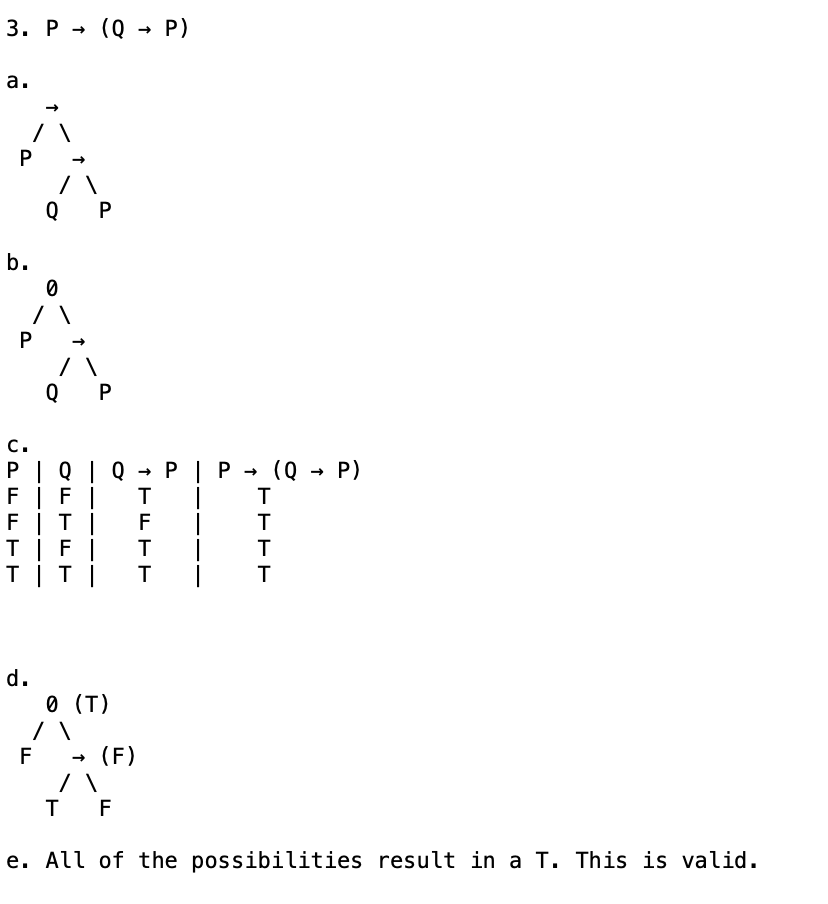 3. P → (Q → P)
a.
→
/ \
P →
/ \
Q P
b.
0
/ \
P →
/ \
Q P
c.
P | Q | Q → P | P → (Q → P)
F | F | T | T
F | T | F | T
T | F | T | T
T | T | T | T
d.
0 (T)
/ \
F → (F)
/ \
T F
e. All of the possibilities result in a T. This is valid.